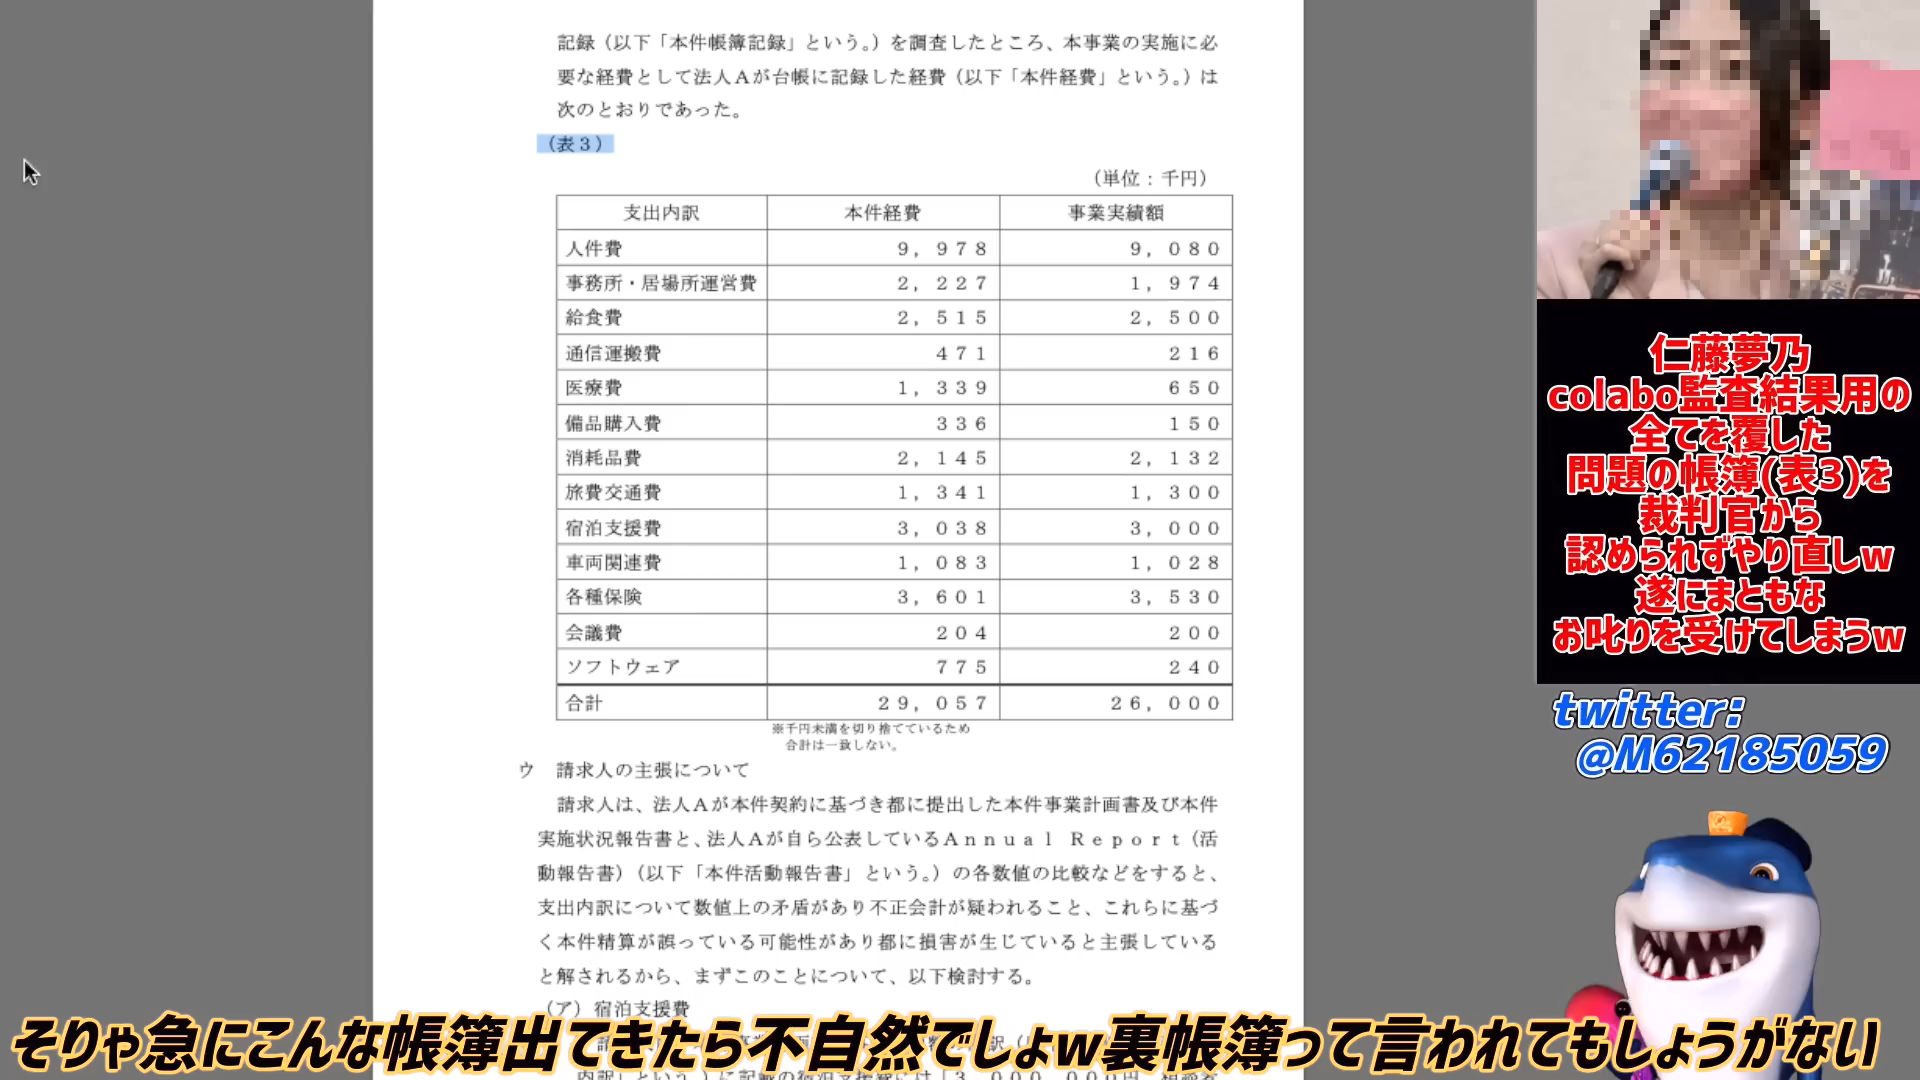 記録（以下「本件帳簿記録」という。）を調査したところ、本事業の実施に必
要な経費として法人Ａが台帳に記録した経費（以下「本件経費」という。）は
次のとおりであった。
（表３）
（単位：千円）
支出内訳 本件経費 事業実績額
人件費 ９，９７８ ９，０８０
事務所・居場所運営費 ２，２２７ １，９７４
給食費 ２，５１５ ２，５００
通信運搬費 ４７１ ２１６
医療費 １，３３９ ６５０
備品購入費 ３３６ １５０
消耗品費 ２，１４５ ２，１３２
旅費交通費 １，３４１ １，３００
宿泊支援費 ３，０３８ ３，０００
車両関連費 １，０８３ １，０２８
各種保険 ３，６０１ ３，５３０
会議費 ２０４ ２００
ソフトウェア ７７５ ２４０
合計 ２９，０５７ ２６，０００
※千円未満を切り捨てているため
合計は一致しない。
ウ　請求人の主張について
請求人は、法人Ａが本件契約に基づき都に提出した本件事業計画書及び本件
実施状況報告書と、法人Ａが自ら公表しているＡｎｎｕａｌ　Ｒｅｐｏｒｔ（活
動報告書）（以下「本件活動報告書」という。）の各数値の比較などをすると、
支出内訳について数値上の矛盾があり不正会計が疑われること、これらに基づ
く本件精算が誤っている可能性があり都に損害が生じていると主張している
と解されるから、まずこのことについて、以下検討する。
（ア）宿泊支援費
そりゃ急にこんな帳簿出てきたら不自然でしょw裏帳簿って言われてもしょうがない
仁藤夢乃
colabo監査結果用の
全てを覆した
問題の帳簿(表3)を
裁判官から
認められずやり直しw
遂にまともな
お叱りを受けてしまうw
twitter:
@M62185059